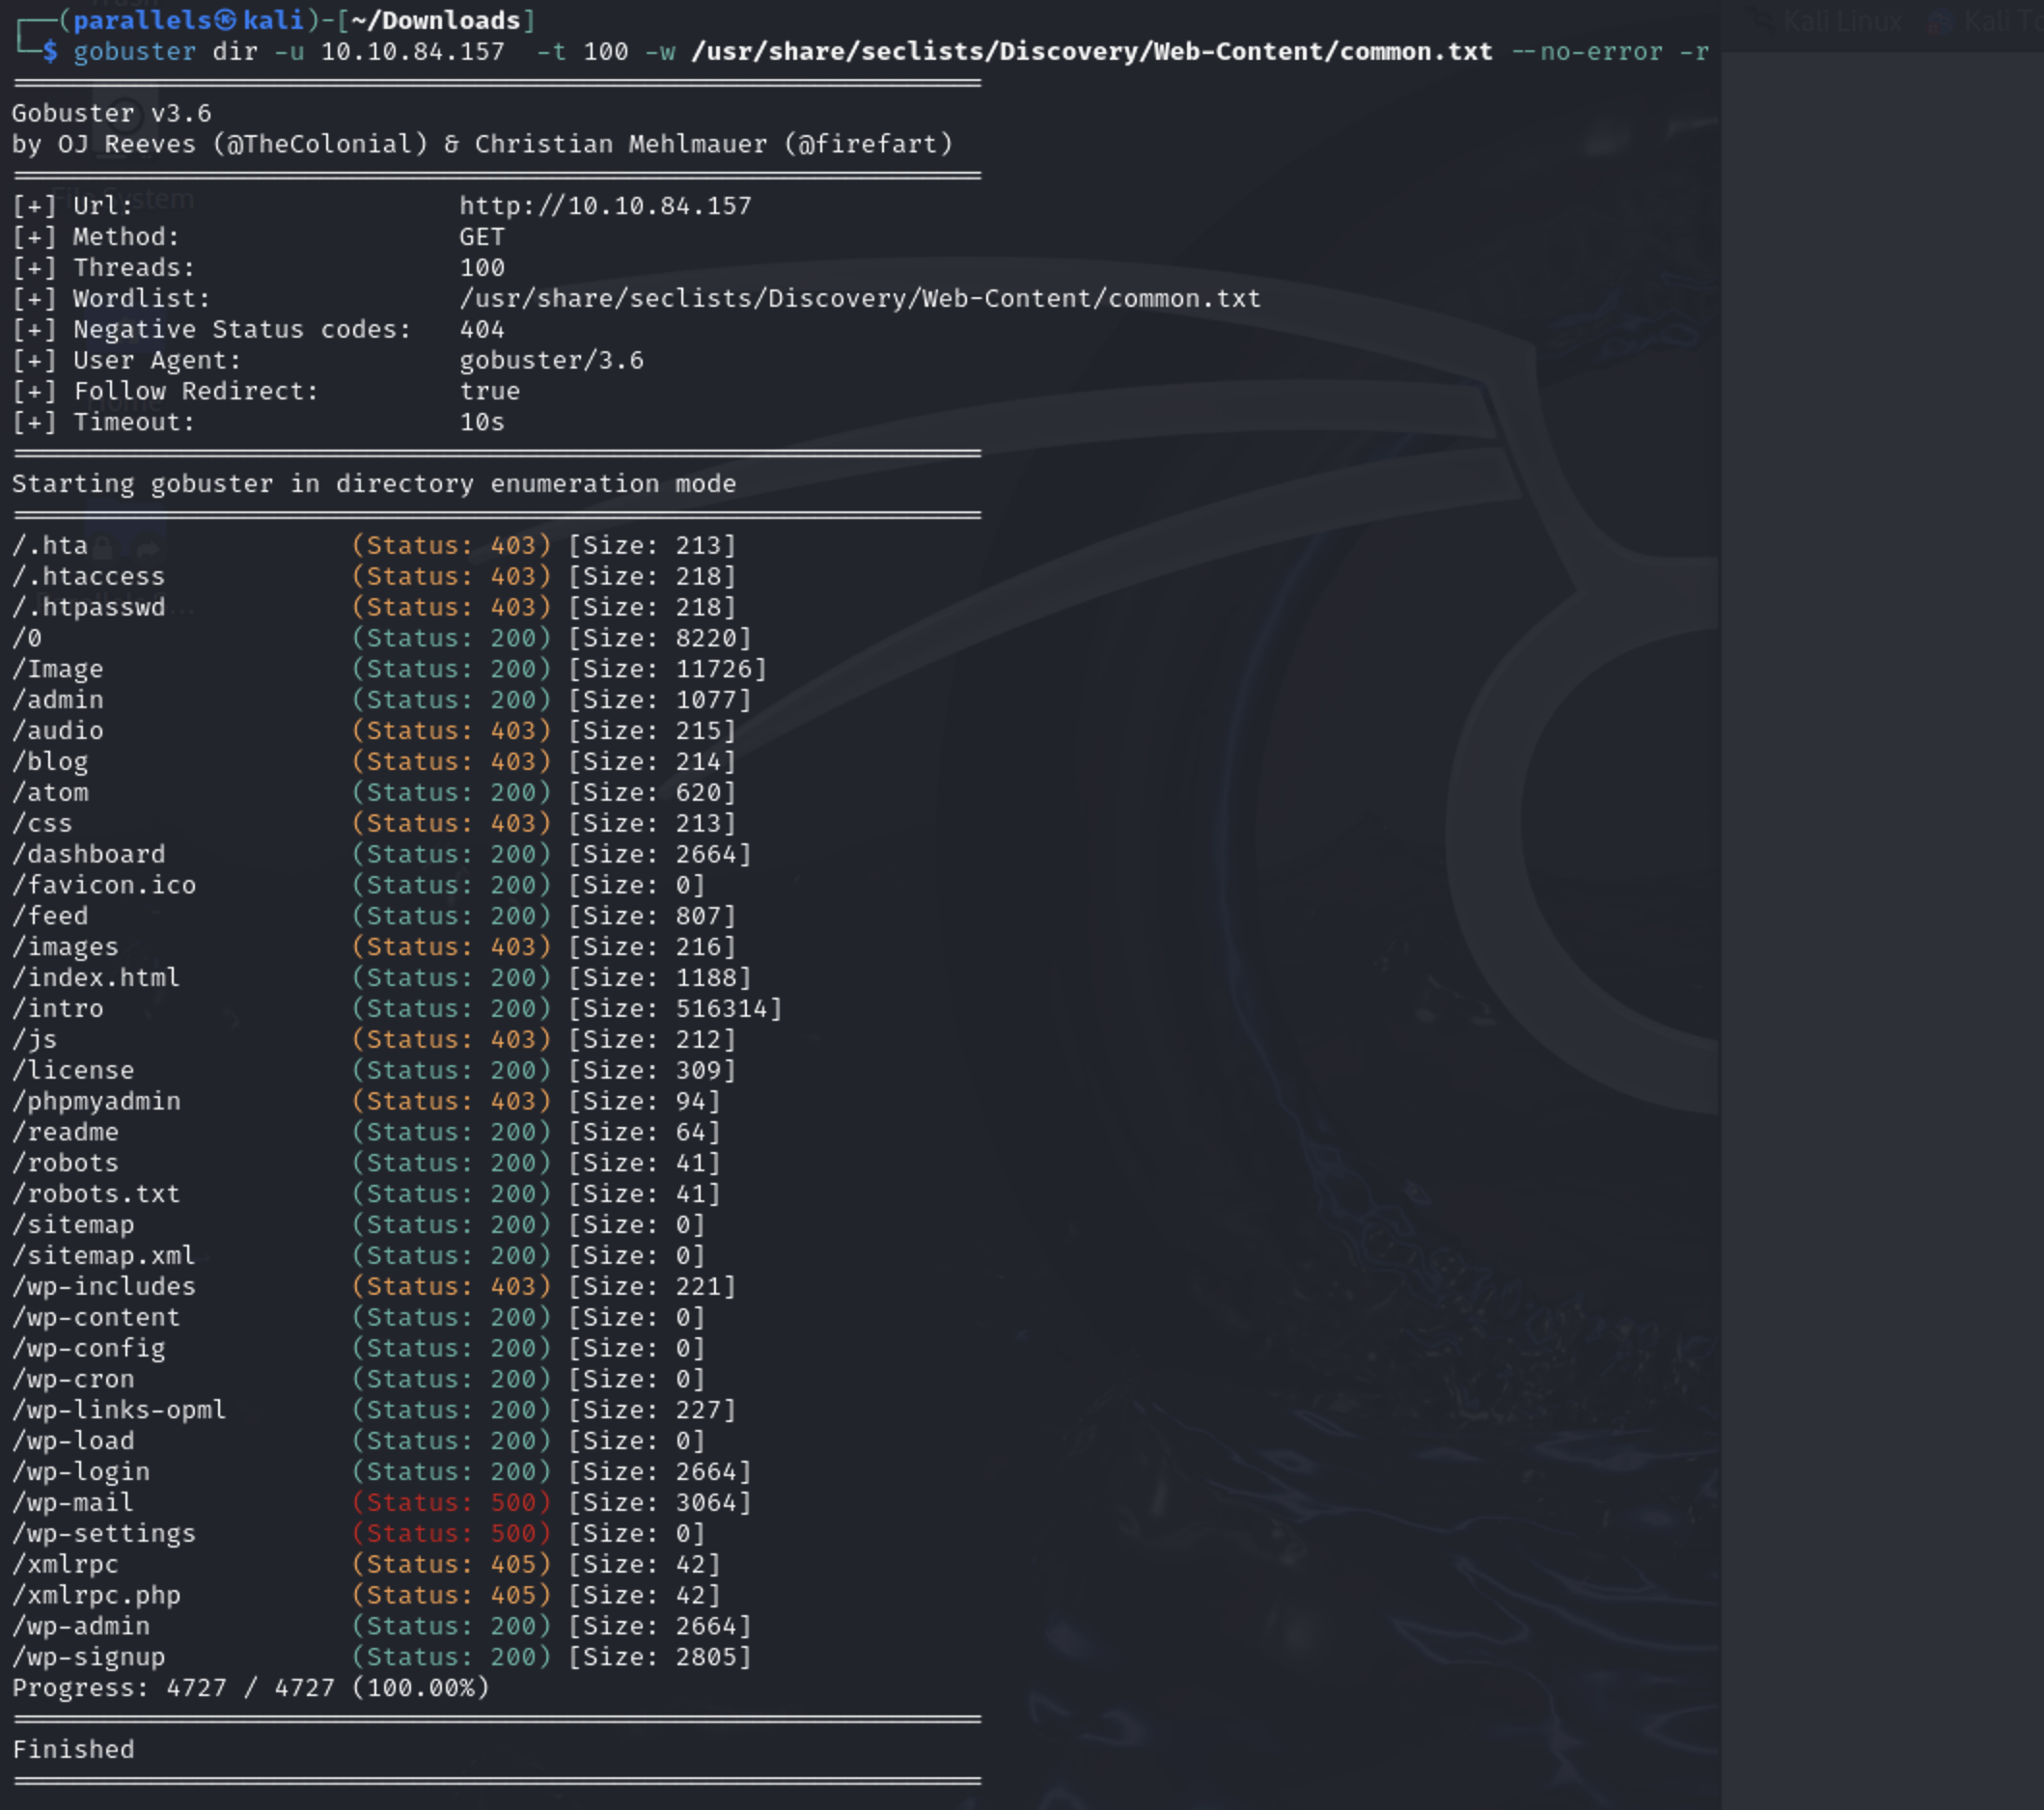 ┌──(parallels㉿kali)-[~/Downloads]
└─$ gobuster dir -u 10.10.84.157  -t 100 -w /usr/share/seclists/Discovery/Web-Content/common.txt --no-error -r
Kali Linux
===============================================================
Gobuster v3.6
by OJ Reeves (@TheColonial) & Christian Mehlmauer (@firefart)
===============================================================
File System
[+] Url:                     http://10.10.84.157
[+] Method:                  GET
[+] Threads:                 100
[+] Wordlist:                /usr/share/seclists/Discovery/Web-Content/common.txt
[+] Negative Status codes:   404
[+] User Agent:              gobuster/3.6
[+] Follow Redirect:         true
[+] Timeout:                 10s
===============================================================
Starting gobuster in directory enumeration mode
===============================================================
/.hta                 (Status: 403) [Size: 213]
/.htaccess            (Status: 403) [Size: 218]
/.htpasswd            (Status: 403) [Size: 218]
/0                    (Status: 200) [Size: 8220]
/Image                (Status: 200) [Size: 11726]
/admin                (Status: 200) [Size: 1077]
/audio                (Status: 403) [Size: 215]
/blog                 (Status: 403) [Size: 214]
/atom                 (Status: 200) [Size: 620]
/css                  (Status: 403) [Size: 213]
/dashboard            (Status: 200) [Size: 2664]
/favicon.ico          (Status: 200) [Size: 0]
/feed                 (Status: 200) [Size: 807]
/images               (Status: 403) [Size: 216]
/index.html           (Status: 200) [Size: 1188]
/intro                (Status: 200) [Size: 516314]
/js                   (Status: 403) [Size: 212]
/license              (Status: 200) [Size: 309]
/phpmyadmin           (Status: 403) [Size: 94]
/readme               (Status: 200) [Size: 64]
/robots               (Status: 200) [Size: 41]
/robots.txt           (Status: 200) [Size: 41]
/sitemap              (Status: 200) [Size: 0]
/sitemap.xml          (Status: 200) [Size: 0]
/wp-includes          (Status: 403) [Size: 221]
/wp-content           (Status: 200) [Size: 0]
/wp-config            (Status: 200) [Size: 0]
/wp-cron              (Status: 200) [Size: 0]
/wp-links-opml        (Status: 200) [Size: 227]
/wp-load              (Status: 200) [Size: 0]
/wp-login             (Status: 200) [Size: 2664]
/wp-mail              (Status: 500) [Size: 3064]
/wp-settings          (Status: 500) [Size: 0]
/xmlrpc               (Status: 405) [Size: 42]
/xmlrpc.php           (Status: 405) [Size: 42]
/wp-admin             (Status: 200) [Size: 2664]
/wp-signup            (Status: 200) [Size: 2805]
Progress: 4727 / 4727 (100.00%)
===============================================================
Finished
===============================================================